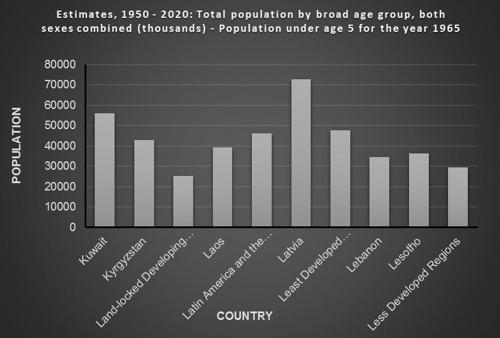 Estimates, 1950 - 2020: Total population by broad age group, both
sexes combined (thousands) - Population under age 5 for the year 1965
80000
70000
60000
50000
40000
30000
20000
10000
0
POPULATION
Kuwait
Kyrgyzstan
Land-locked Developing...
Laos
Latin America and the...
Latvia
Least Developed...
Lebanon
Lesotho
Less Developed Regions
COUNTRY